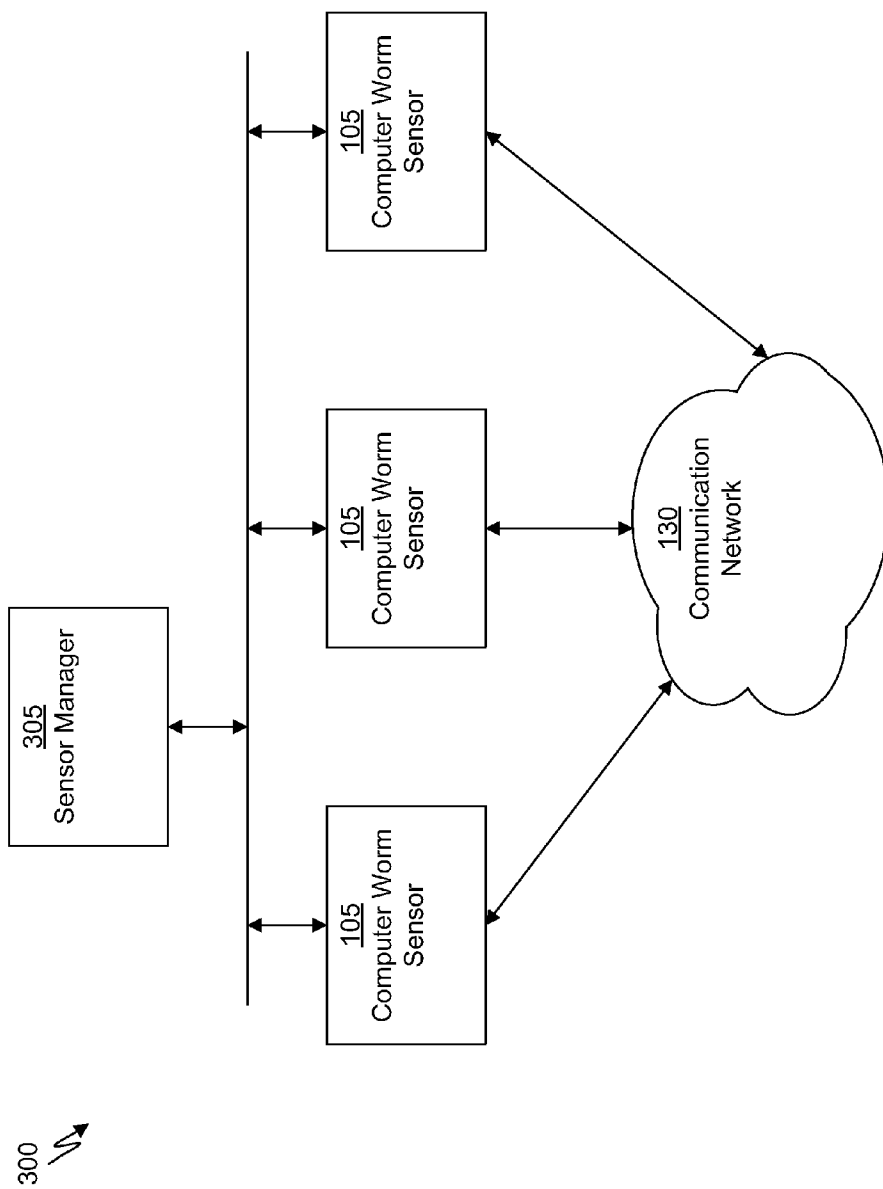 300
305
Sensor Manager
105
Computer Worm
Sensor
105
Computer Worm
Sensor
105
Computer Worm
Sensor
130
Communication
Network